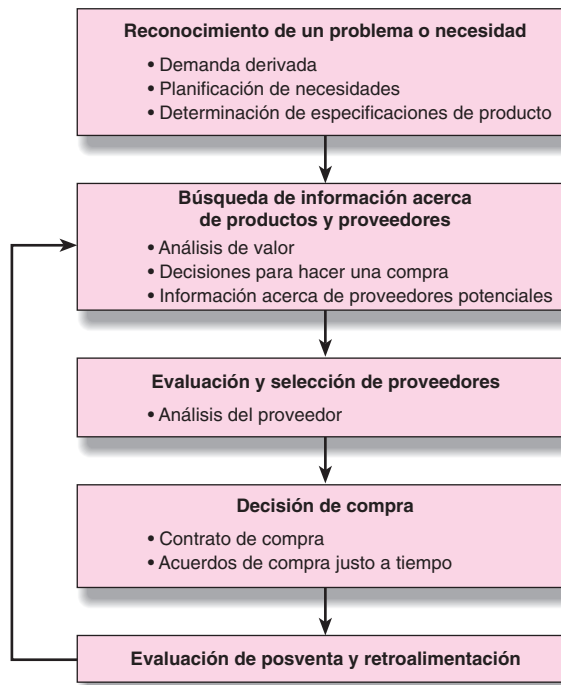 Reconocimiento de un problema o necesidad
• Demanda derivada
• Planificación de necesidades
• Determinación de especificaciones de producto
Búsqueda de información acerca
de productos y proveedores
• Análisis de valor
• Decisiones para hacer una compra
• Información acerca de proveedores potenciales
Evaluación y selección de proveedores
• Análisis del proveedor
Decisión de compra
• Contrato de compra
• Acuerdos de compra justo a tiempo
Evaluación de posventa y retroalimentación